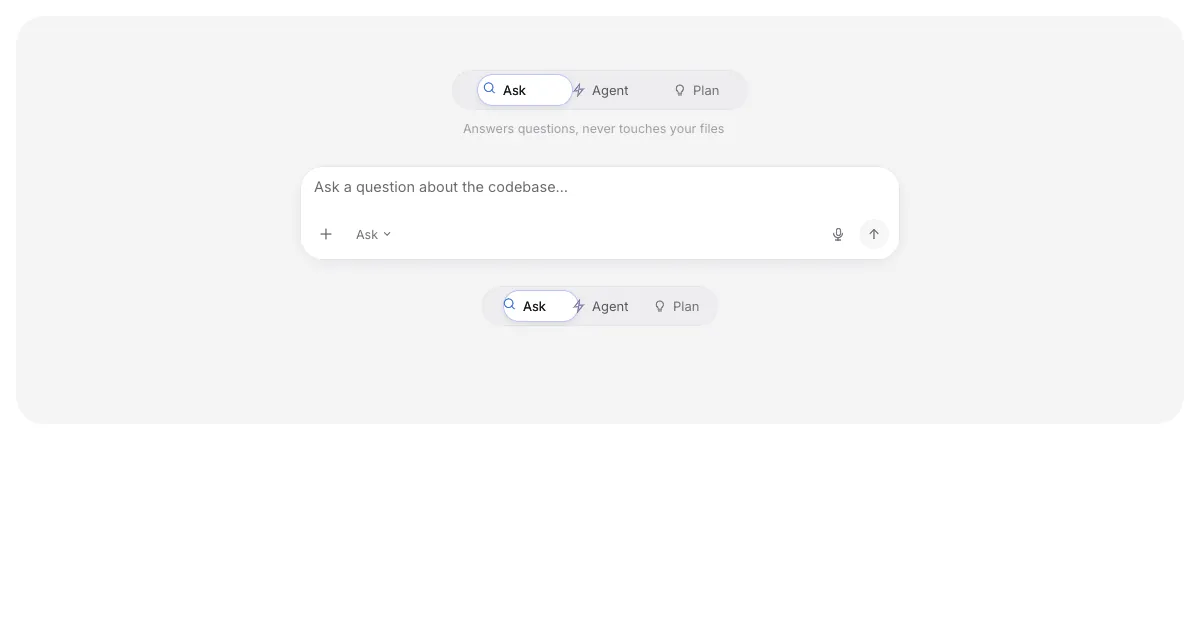 Ask Agent Plan
Answers questions, never touches your files
Ask a question about the codebase...
Ask
Ask Agent Plan